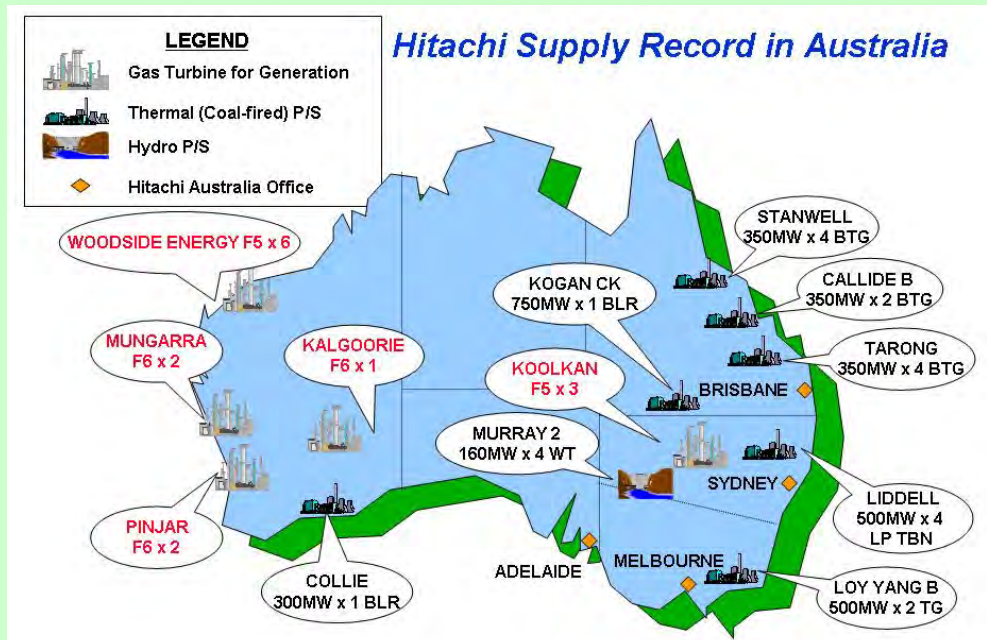 LEGEND
Gas Turbine for Generation
Thermal (Coal-fired) P/S
Hydro P/S
Hitachi Australia Office
Hitachi Supply Record in Australia
WOODSIDE ENERGY F5 x 6
MUNGARRA
F6 x 2
KALGOORIE
F6 x 1
PINJAR
F6 x 2
COLLIE
300MW x 1 BLR
KOGAN CK
750MW x 1 BLR
KOOLKAN
F5 x 3
MURRAY 2
160MW x 4 WT
STANWELL
350MW x 4 BTG
CALLIDE B
350MW x 2 BTG
TARONG
350MW x 4 BTG
BRISBANE
SYDNEY
LIDDELL
500MW x 4
LP TBN
ADELAIDE
MELBOURNE
LOY YANG B
500MW x 2 TG